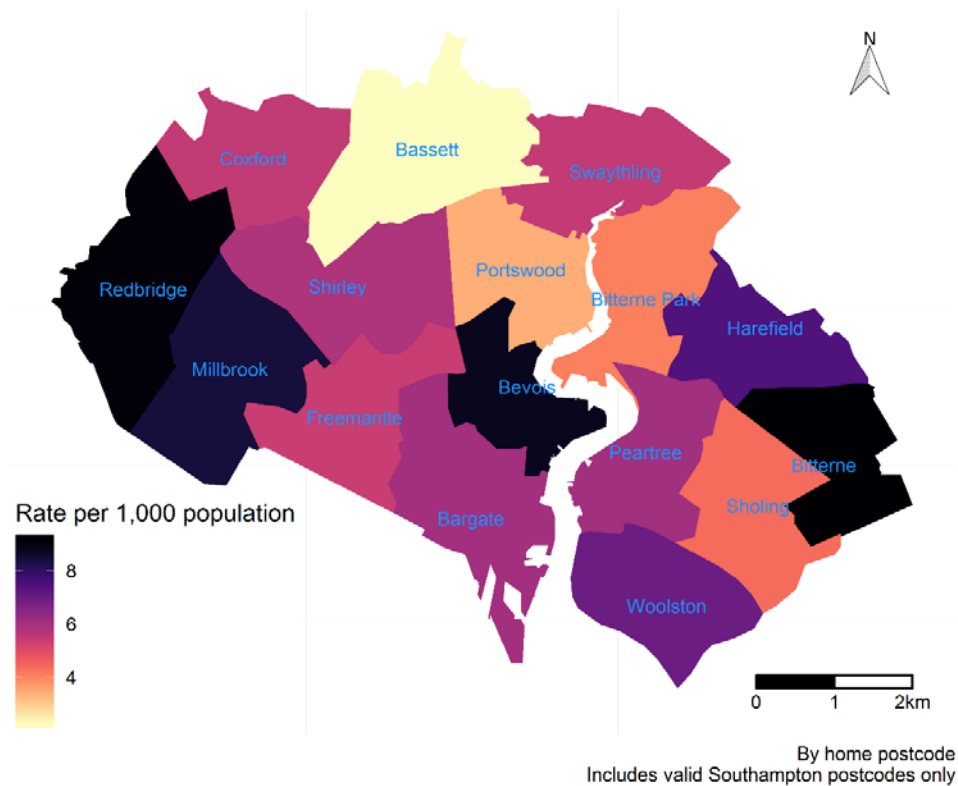 N
Bassett
Coxford
Swaythling
Portswood
Redbridge
Shirley
Bitterne Park
Harefield
Millbrook
Bevois
Freemantle
Peartree
Bitterne
Sholing
Bargate
Woolston
Rate per 1,000 population
8
6
4
0 1 2km
By home postcode
Includes valid Southampton postcodes only